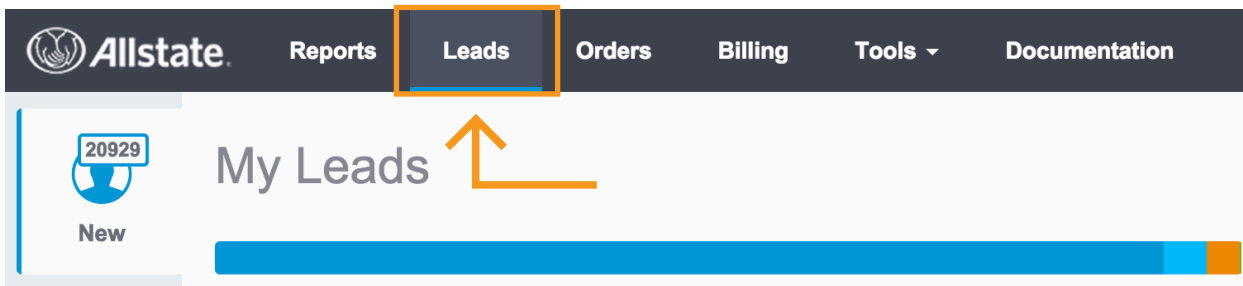 Allstate. Reports Leads Orders Billing Tools Documentation
20929
My Leads
New